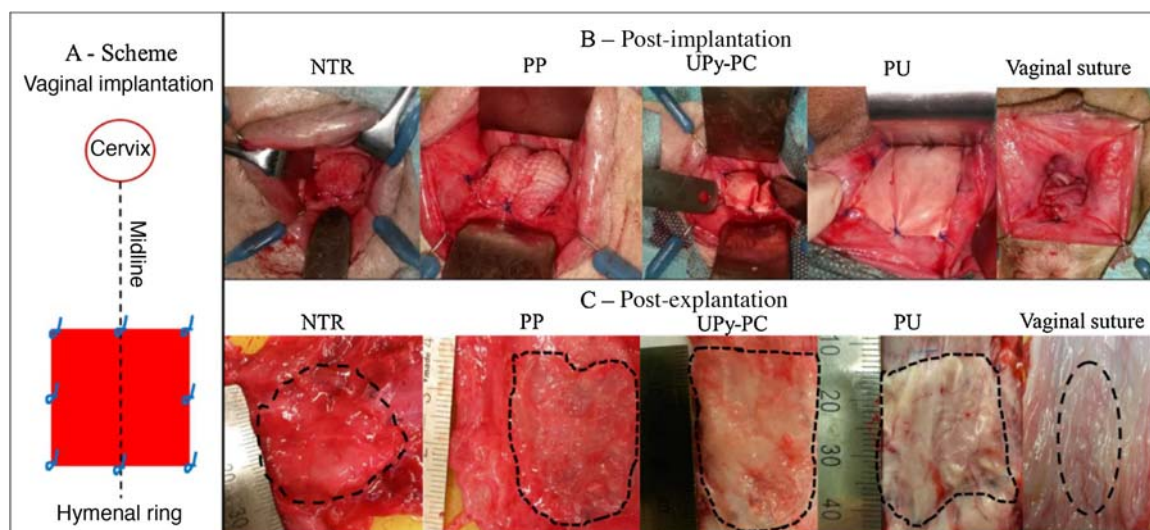 A - Scheme
Vaginal implantation
Cervix
Midline
Hymenal ring
B – Post-implantation
NTR
PP
UPy-PC
PU
Vaginal suture
C – Post-explantation
NTR
PP
UPy-PC
PU
Vaginal suture
30
10
20
30
40